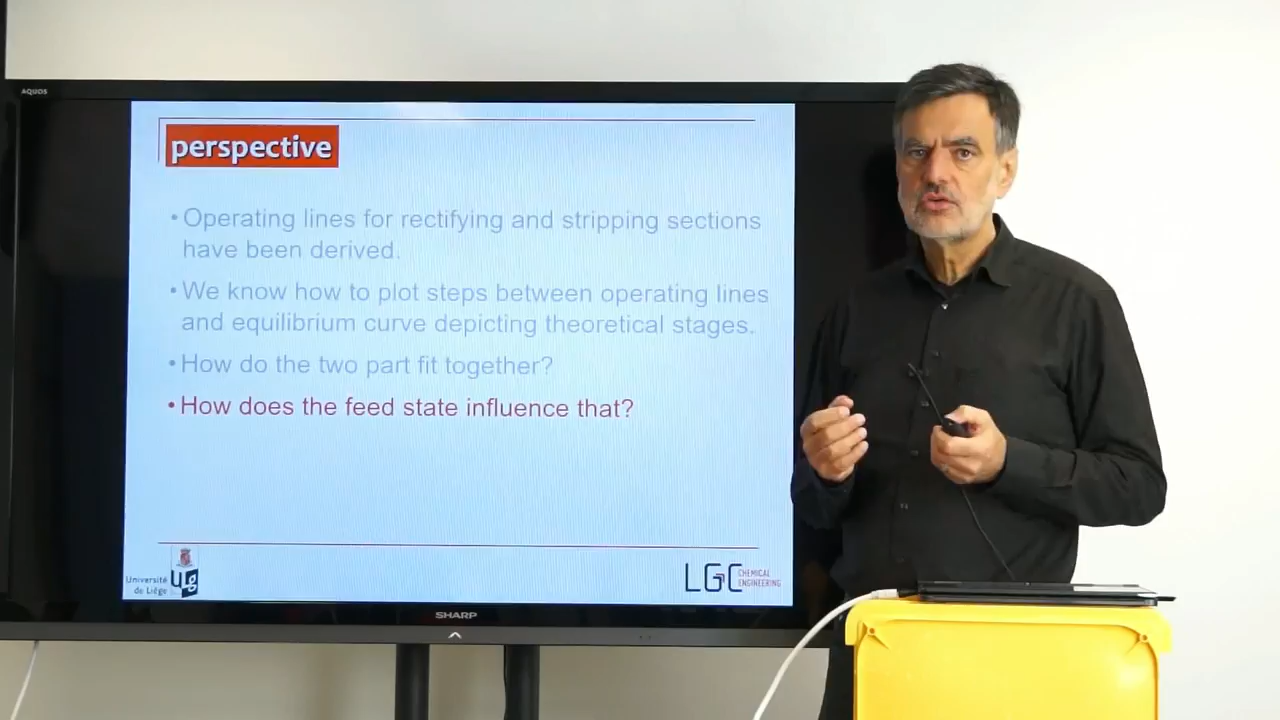 AQUOS
perspective
• Operating lines for rectifying and stripping sections
have been derived.
• We know how to plot steps between operating lines
and equilibrium curve depicting theoretical stages.
• How do the two part fit together?
• How does the feed state influence that?
Université
de Liège
ULg
LGC
CHEMICAL
ENGINEERING
SHARP